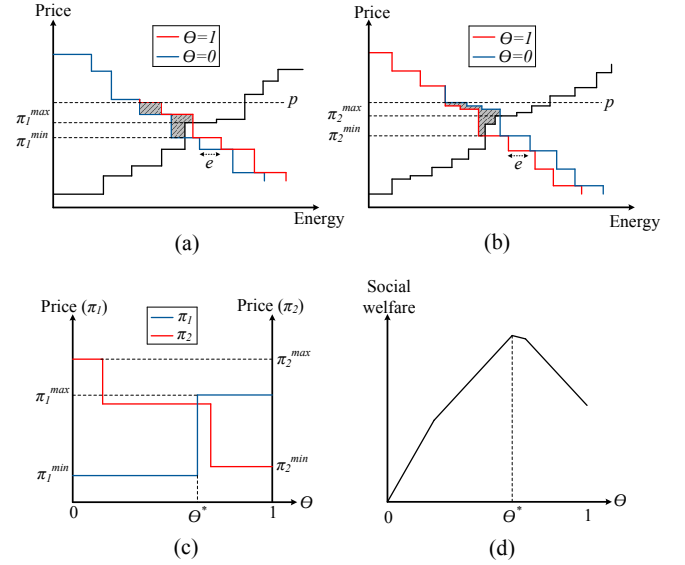 Price
Θ=1
Θ=0
p
π₁ᵐᵃˣ
π₁ᵐⁱⁿ
e
Energy
(a)
Price
Θ=1
Θ=0
p
π₂ᵐᵃˣ
π₂ᵐⁱⁿ
e
Energy
(b)
Price (π₁)
Price (π₂)
π₁
π₂
π₂ᵐᵃˣ
π₁ᵐᵃˣ
π₁ᵐⁱⁿ
π₂ᵐⁱⁿ
0
Θ*
1
Θ
(c)
Social
welfare
0
Θ*
1
Θ
(d)